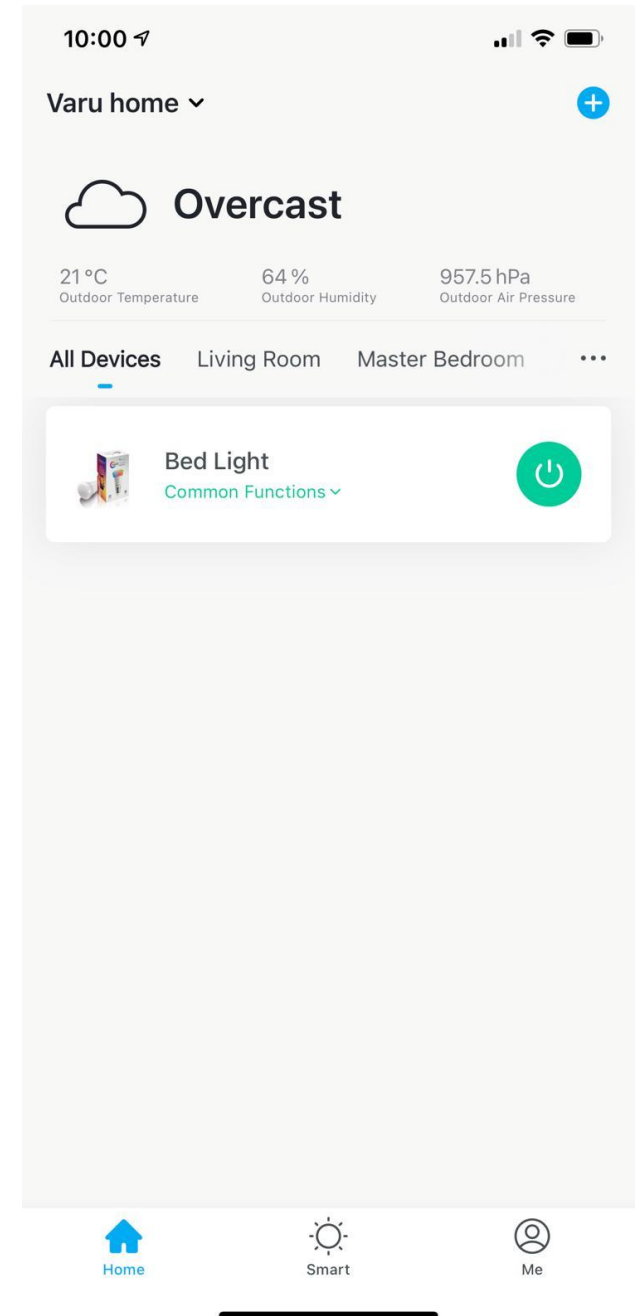 10:00
Varu home
Overcast
21 °C 64 % 957.5 hPa
Outdoor Temperature Outdoor Humidity Outdoor Air Pressure
All Devices Living Room Master Bedroom ...
Bed Light
Common Functions
Home Smart Me